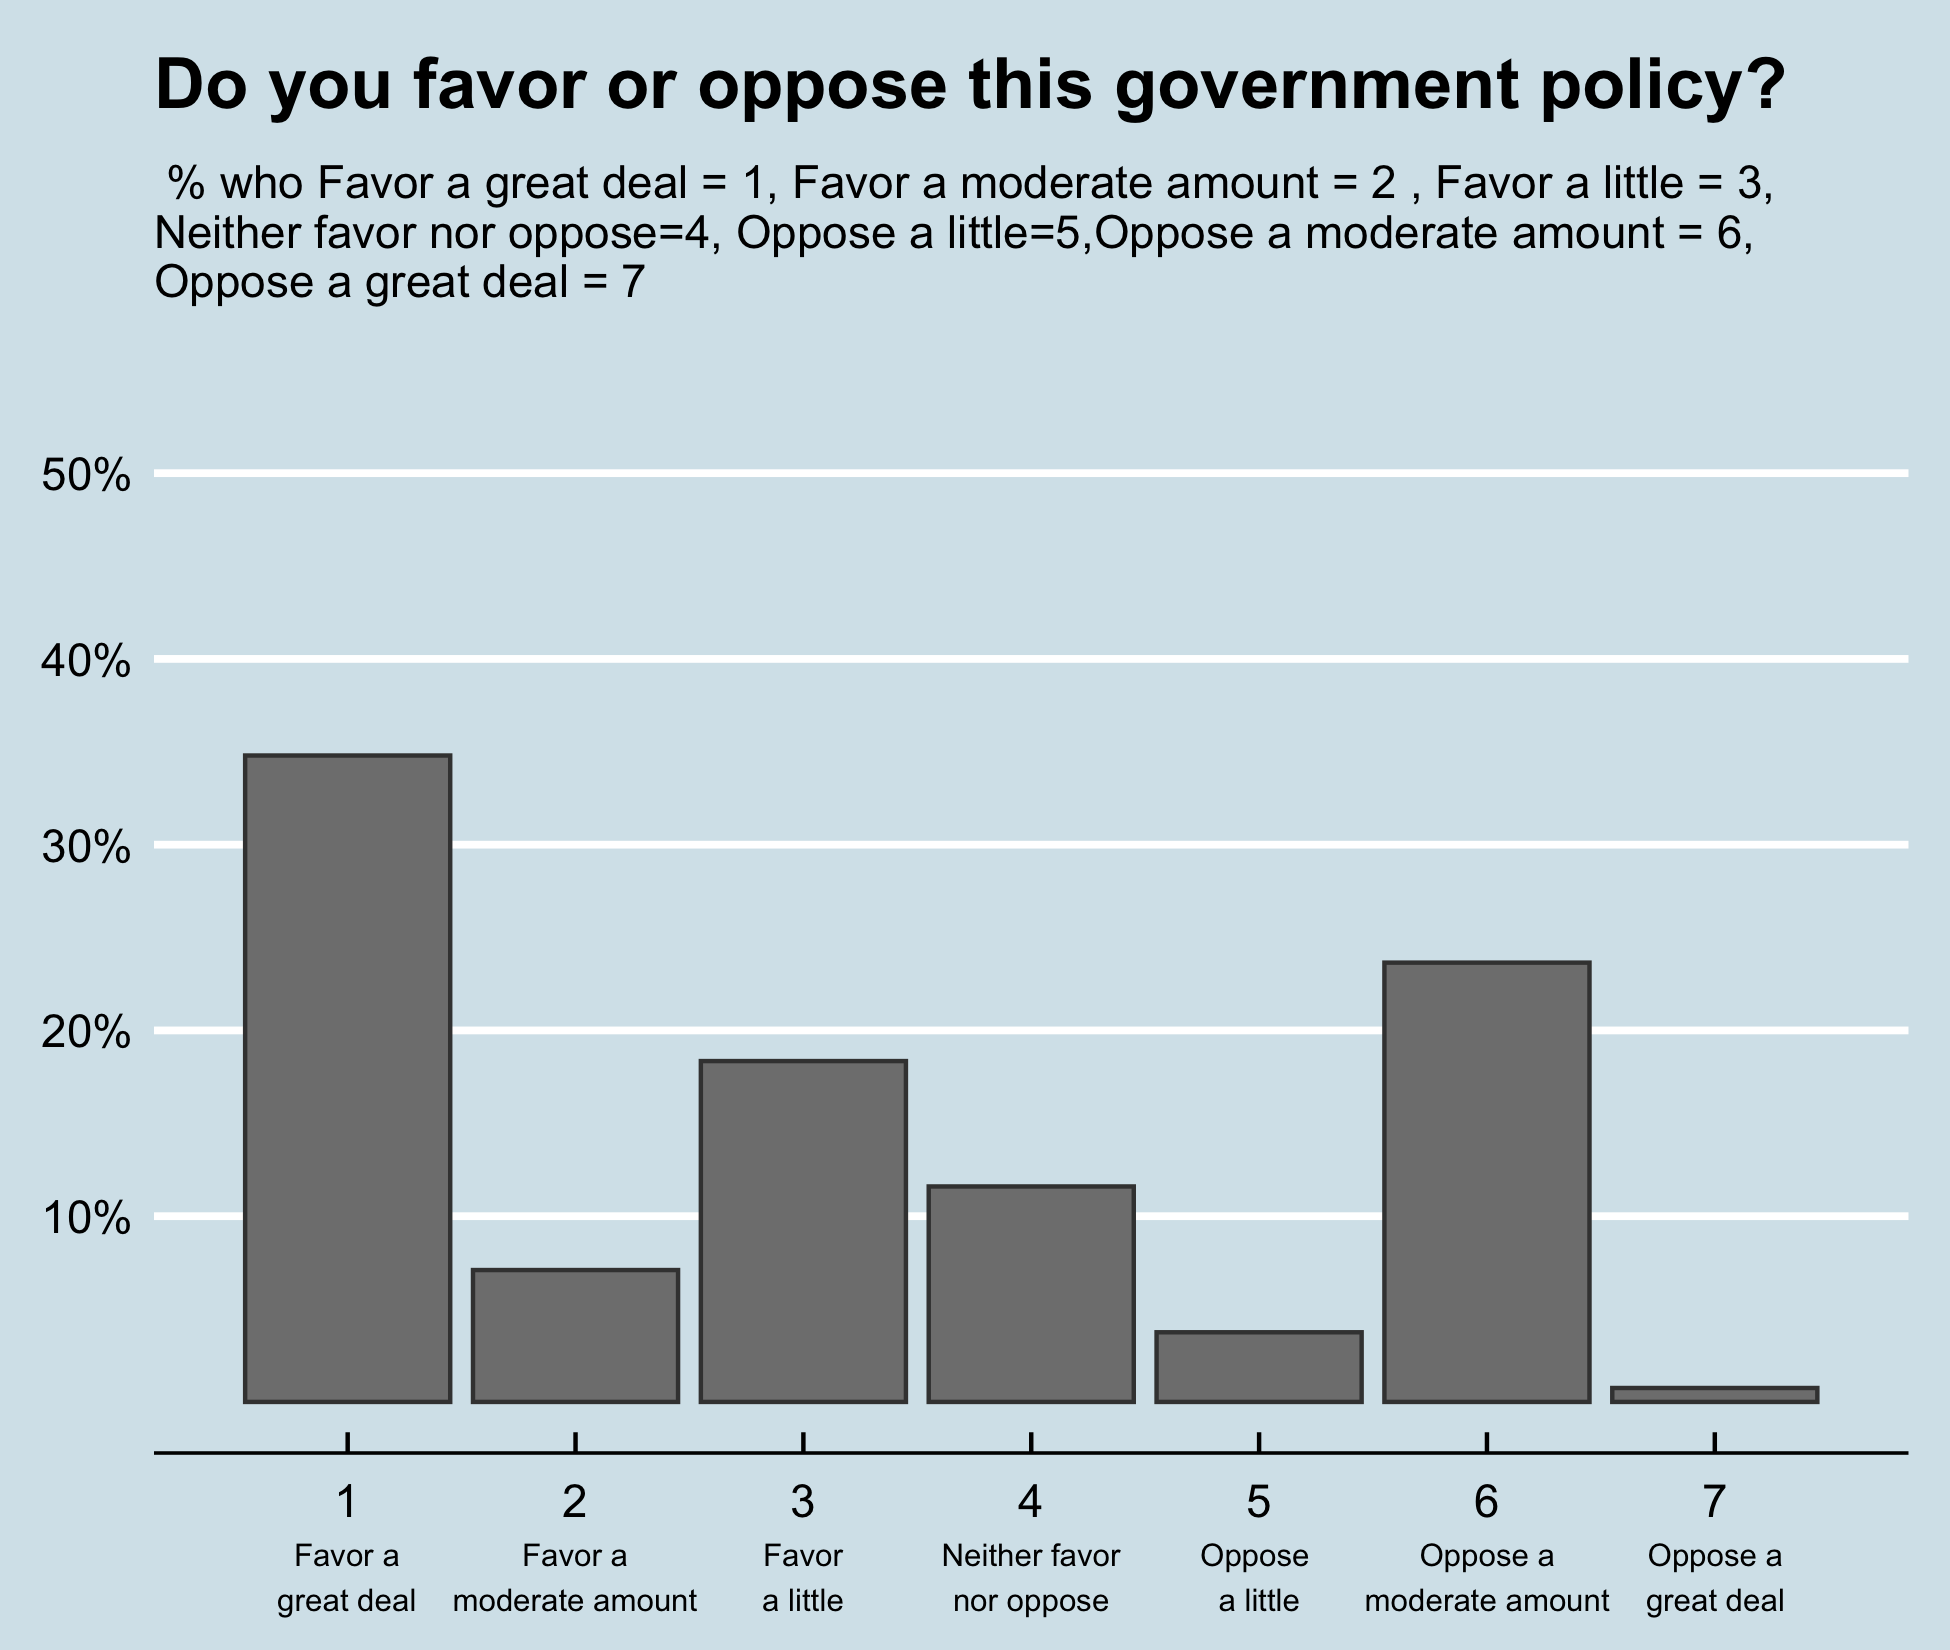 Do you favor or oppose this government policy?
% who Favor a great deal = 1, Favor a moderate amount = 2 , Favor a little = 3,
Neither favor nor oppose=4, Oppose a little=5,Oppose a moderate amount = 6,
Oppose a great deal = 7
50%
40%
30%
20%
10%
1 2 3 4 5 6 7
Favor a Favor a Favor Neither favor Oppose Oppose a Oppose a
great deal moderate amount a little nor oppose a little moderate amount great deal